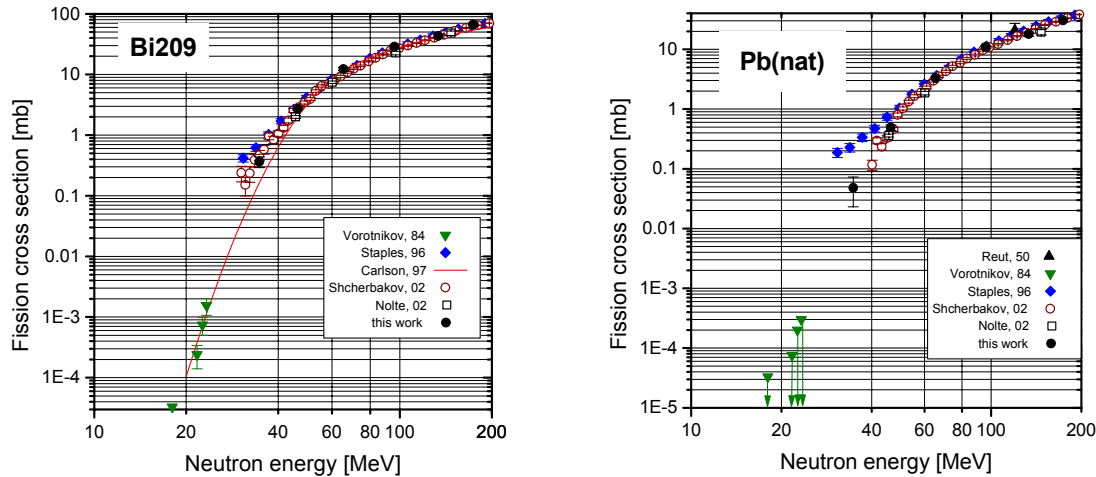 Bi209
Fission cross section [mb]
100
10
1
0.1
0.01
1E-3
1E-4
Vorotnikov, 84
Staples, 96
Carlson, 97
Shcherbakov, 02
Nolte, 02
this work
10
20
40
60
80
100
200
Neutron energy [MeV]
Pb(nat)
Fission cross section [mb]
10
1
0.1
0.01
1E-3
1E-4
1E-5
Reut, 50
Vorotnikov, 84
Staples, 96
Shcherbakov, 02
Nolte, 02
this work
10
20
40
60
80
100
200
Neutron energy [MeV]